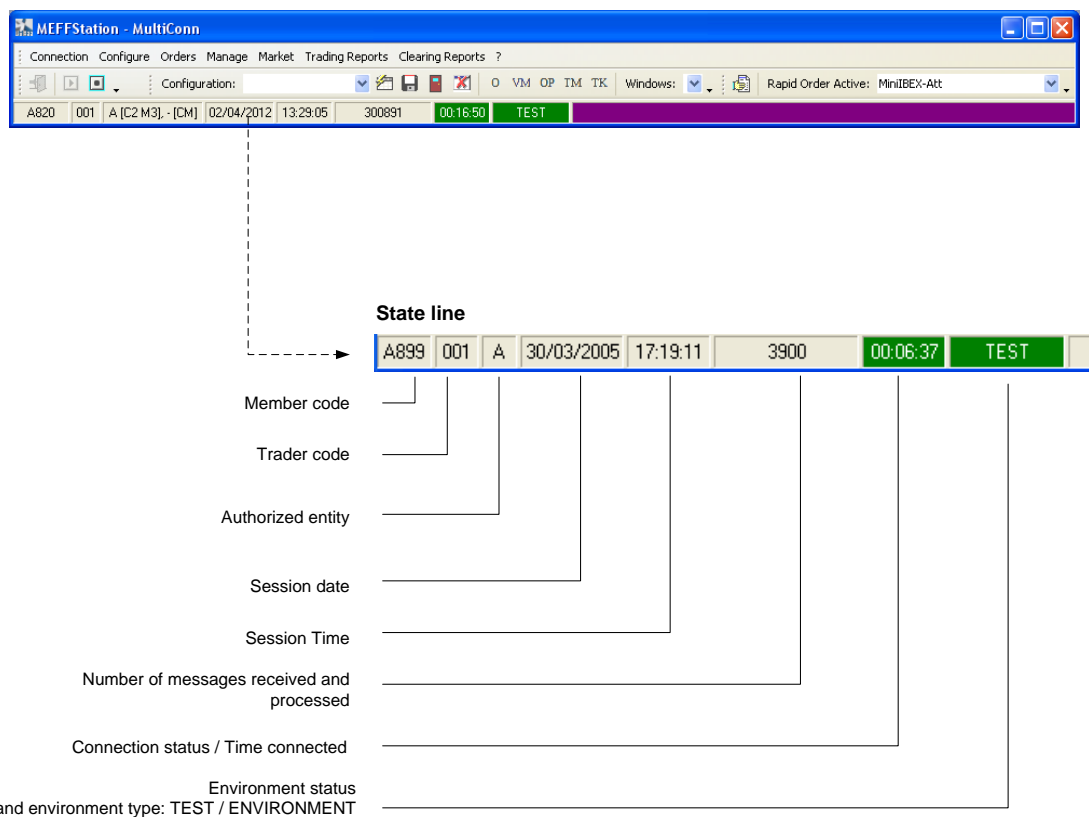 MEFFStation - MultiConn
Connection Configure Orders Manage Market Trading Reports Clearing Reports ?
Configuration: O VM OP TM TK Windows: Rapid Order Active: MiniIBEX-Att
A820 001 A [C2 M3], - [CM] 02/04/2012 13:29:05 300891 00:16:50 TEST
State line
A899 001 A 30/03/2005 17:19:11 3900 00:06:37 TEST
Member code
Trader code
Authorized entity
Session date
Session Time
Number of messages received and
processed
Connection status / Time connected
Environment status
and environment type: TEST / ENVIRONMENT